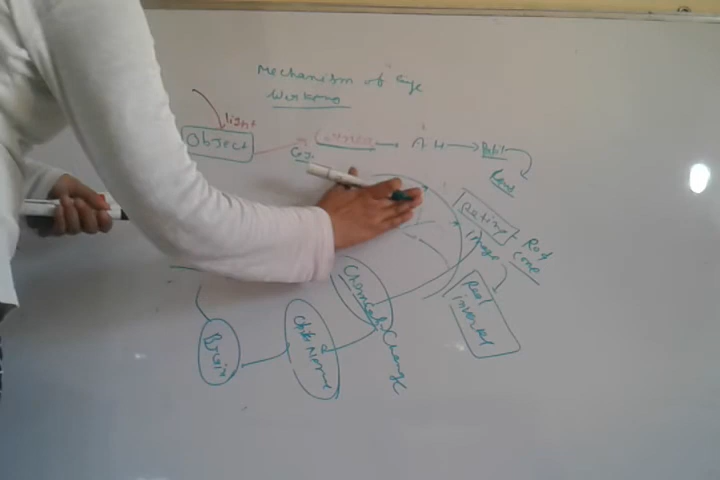 Mechanism of Eye
Working
light
Object
Cornea
A H
Pupil
Lens
Retina
Rod
Cone
image
Real
inverted
Chemical Change
Optic Nerve
Brain